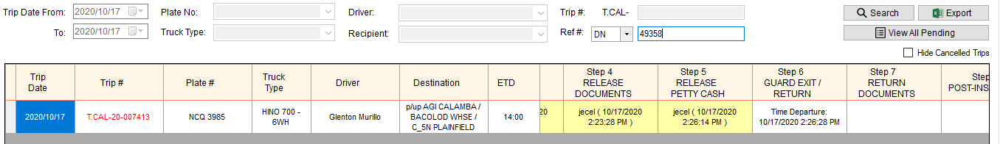 Trip Date From: 2020/10/17 Plate No: Driver: Trip #: T.CAL- Search Export
To: 2020/10/17 Truck Type: Recipient: Ref #: DN 49358 View All Pending
Hide Cancelled Trips
Trip Date Trip # Plate # Truck Type Driver Destination ETD Step 4 RELEASE DOCUMENTS Step 5 RELEASE PETTY CASH Step 6 GUARD EXIT / RETURN Step 7 RETURN DOCUMENTS Step POST-INS
2020/10/17 T.CAL-20-007413 NCQ 3985 HINO 700 - 6WH Glenton Murillo p/up AGI CALAMBA / BACOLOD WHSE / C_5N PLAINFIELD 14:00 20 jecel ( 10/17/2020 2:23:28 PM ) jecel ( 10/17/2020 2:26:14 PM ) Time Departure: 10/17/2020 2:26:28 PM